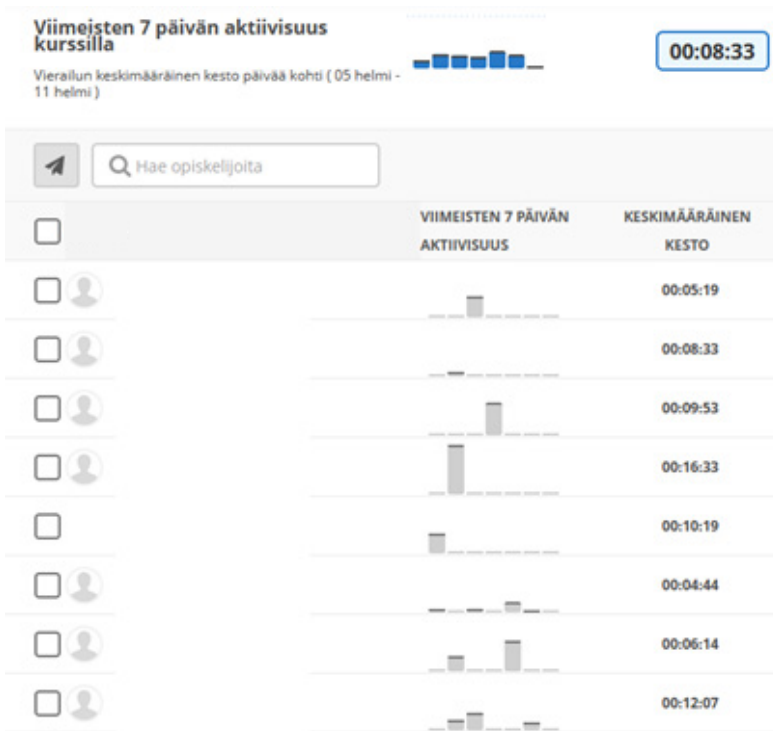 Viimeisten 7 päivän aktiivisuus
kurssilla
Vierailun keskimääräinen kesto päivää kohti ( 05 helmi -
11 helmi )
00:08:33
Hae opiskelijoita
VIIMEISTEN 7 PÄIVÄN
AKTIIVISUUS
KESKIMÄÄRÄINEN
KESTO
00:05:19
00:08:33
00:09:53
00:16:33
00:10:19
00:04:44
00:06:14
00:12:07